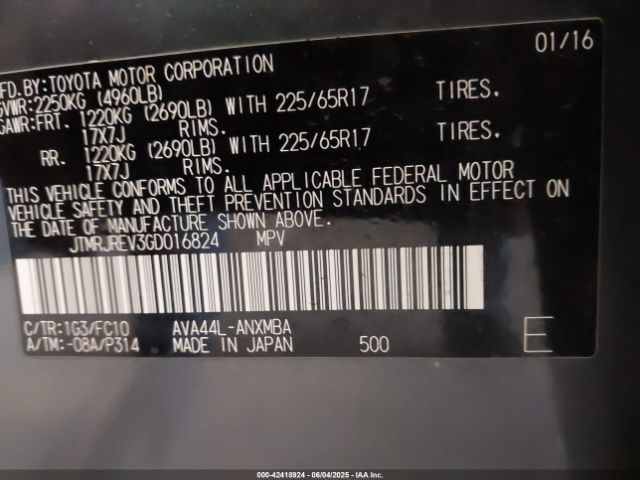 01/16
FD.BY:TOYOTA MOTOR CORPORATION
GVWR:2250KG (4960LB)
GAWR:FRT. 1220KG (2690LB) WITH 225/65R17 TIRES.
17X7J RIMS.
RR. 1220KG (2690LB) WITH 225/65R17 TIRES.
17X7J RIMS.
THIS VEHICLE CONFORMS TO ALL APPLICABLE FEDERAL MOTOR
VEHICLE SAFETY AND THEFT PREVENTION STANDARDS IN EFFECT ON
THE DATE OF MANUFACTURE SHOWN ABOVE.
JTMRJREV3GD016824 MPV
C/TR:1G3/FC10 AVA44L-ANXMBA
A/TM:-08A/P314 MADE IN JAPAN 500 E
000-42418924 - 06/04/2025 - IAA Inc.